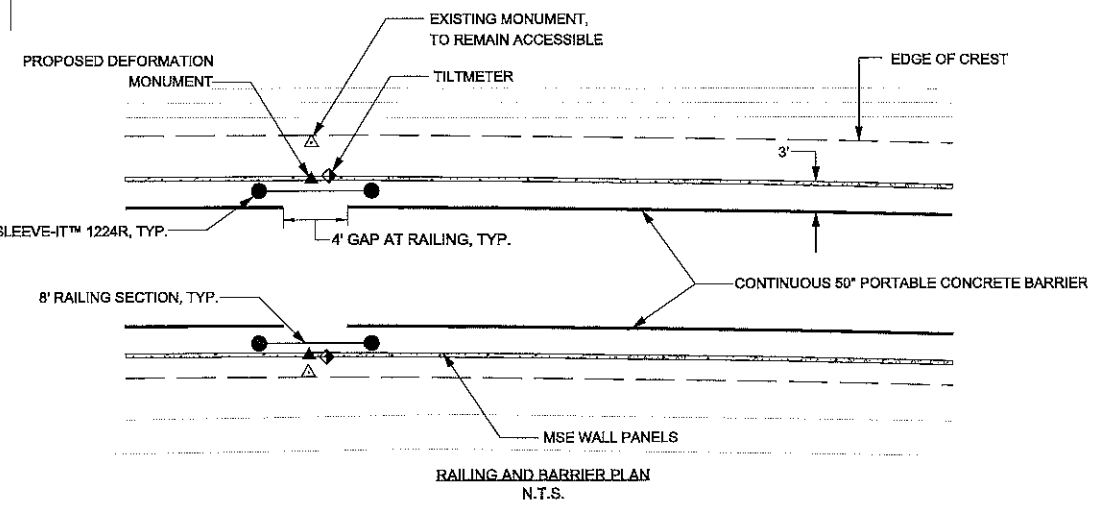 EXISTING MONUMENT,
TO REMAIN ACCESSIBLE
PROPOSED DEFORMATION
MONUMENT
TILTMETER
EDGE OF CREST
3'
SLEEVE-IT™ 1224R, TYP.
4' GAP AT RAILING, TYP.
CONTINUOUS 50" PORTABLE CONCRETE BARRIER
8' RAILING SECTION, TYP.
MSE WALL PANELS
RAILING AND BARRIER PLAN
N.T.S.